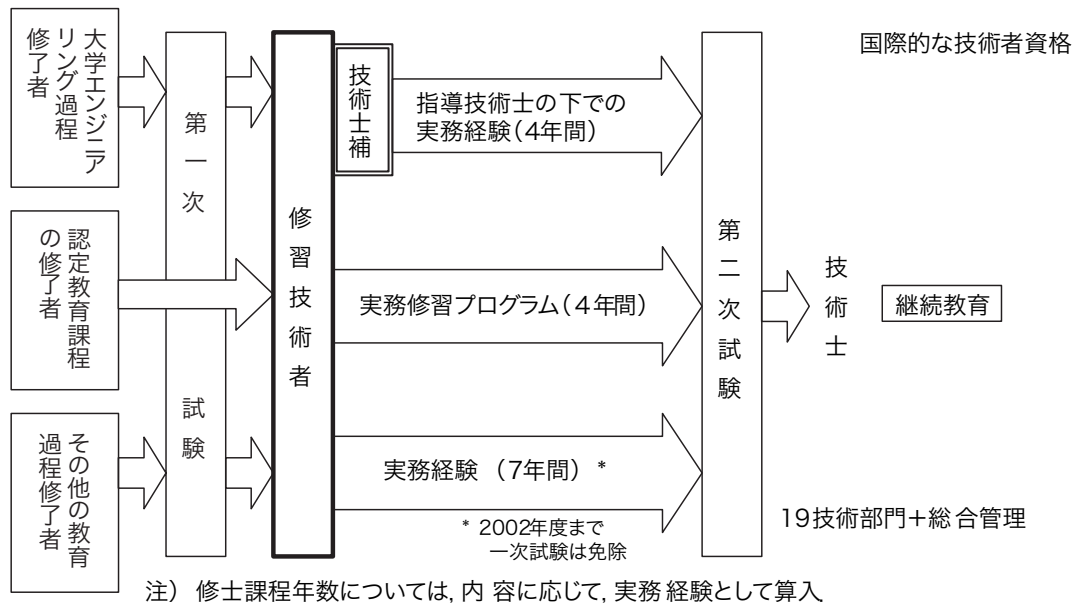 大学エンジニア
リング過程
修了者
認定教育課程
の修了者
その他の教育
過程修了者
第一次
試験
修習技術者
技術士補
指導技術士の下での
実務経験(4年間)
実務修習プログラム(4年間)
実務経験 (7年間) *
* 2002年度まで
一次試験は免除
第二次試験
技術士
国際的な技術者資格
継続教育
19技術部門+総合管理
注) 修士課程年数については, 内容に応じて, 実務経験として算入